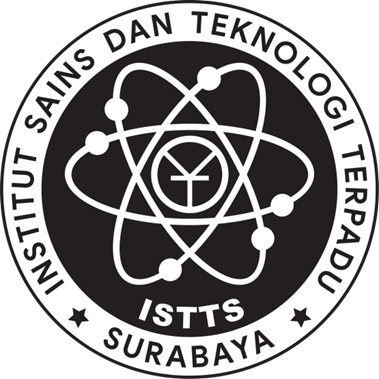 INSTITUT SAINS DAN TEKNOLOGI TERPADU
ISTTS
SURABAYA